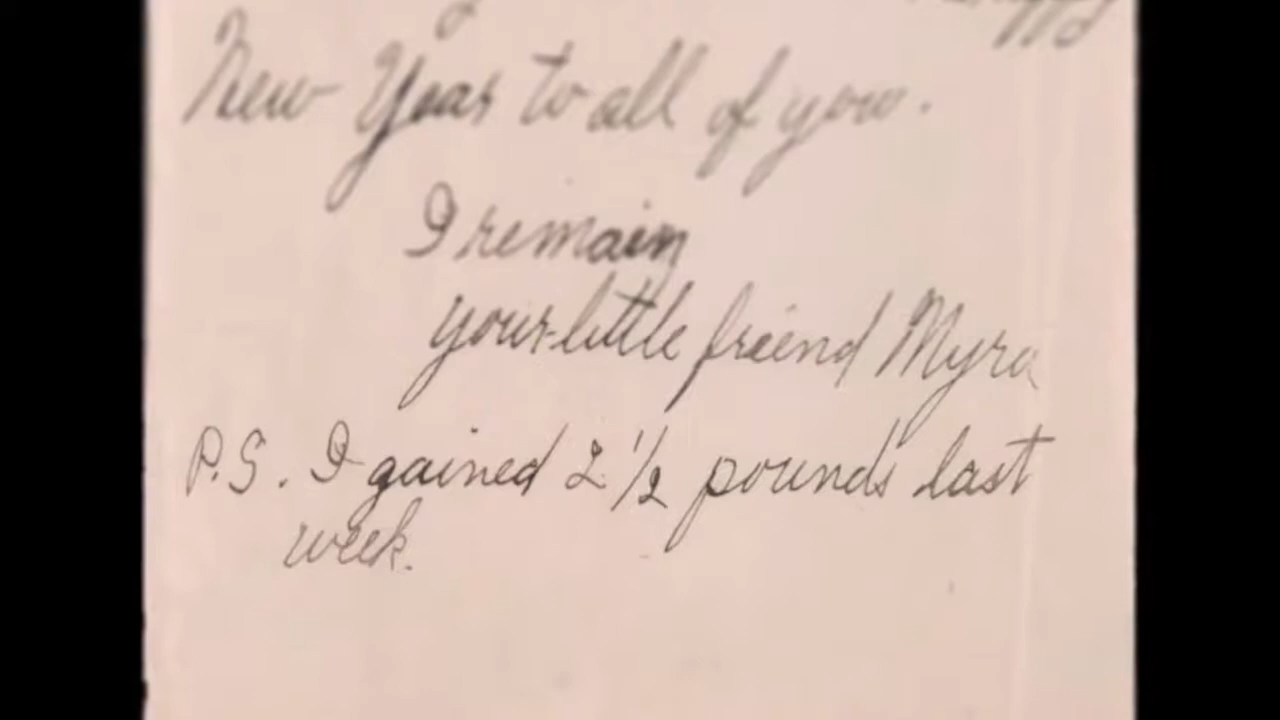 New Year to all of you.
I remain
your little friend Myra
P.S. I gained 2 1/2 pounds last
week.